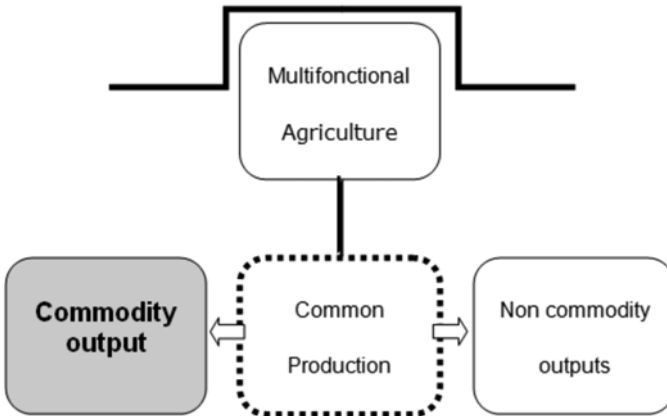 Multifonctional
Agriculture
Commodity
output
Common
Production
Non commodity
outputs